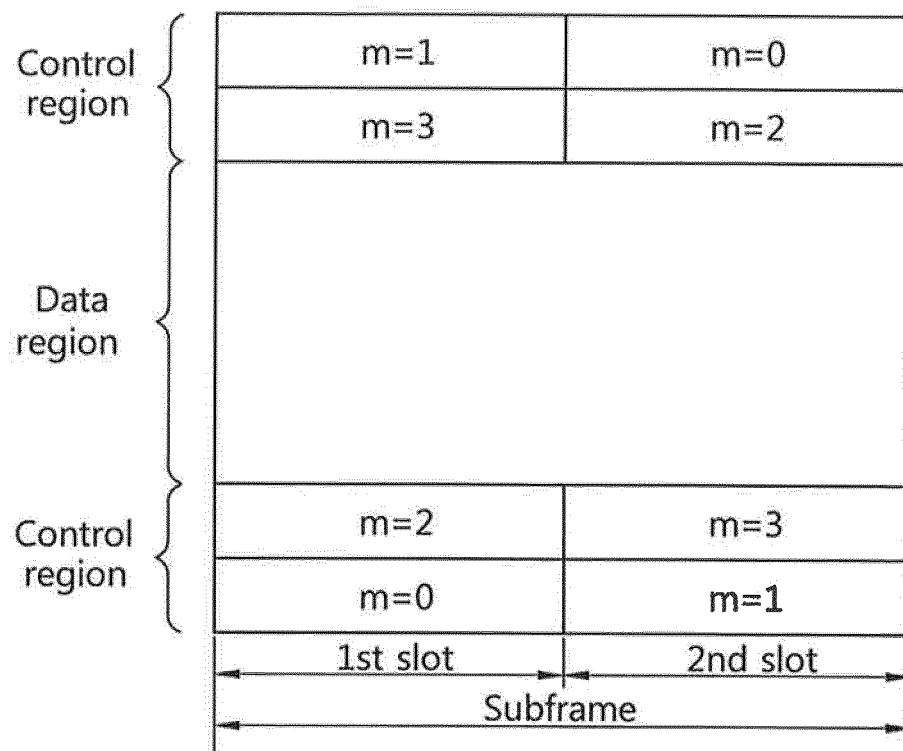 Control
region
m=1
m=0
m=3
m=2
Data
region
Control
region
m=2
m=3
m=0
m=1
1st slot
2nd slot
Subframe